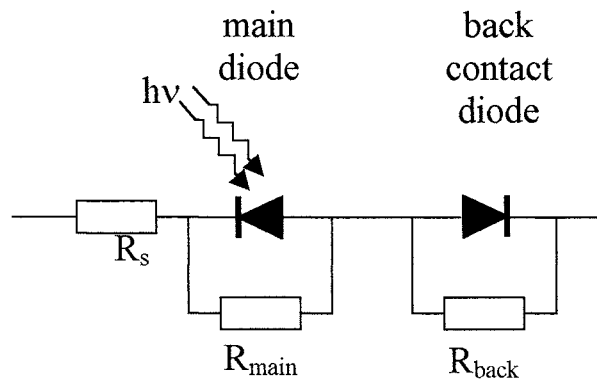 main
diode
back
contact
diode
hν
Rs
Rmain
Rback